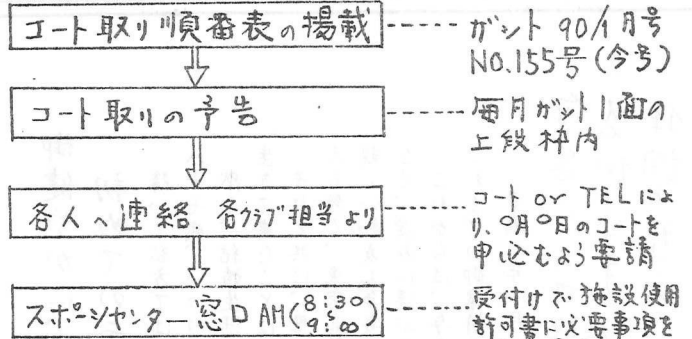 コート取り順番表の掲載
ガシット 90/1月号
NO.155号(今号)
コート取りの予告
毎月ガシット1面の
上段枠内
各人へ連絡 各クラブ担当より
コート or TELによ
り、〇月〇日のコートを
申込むよう要請
スポーツセンター窓口 AM(8:30〜9:00)
受付けで施設使用
許可書に必要事項を